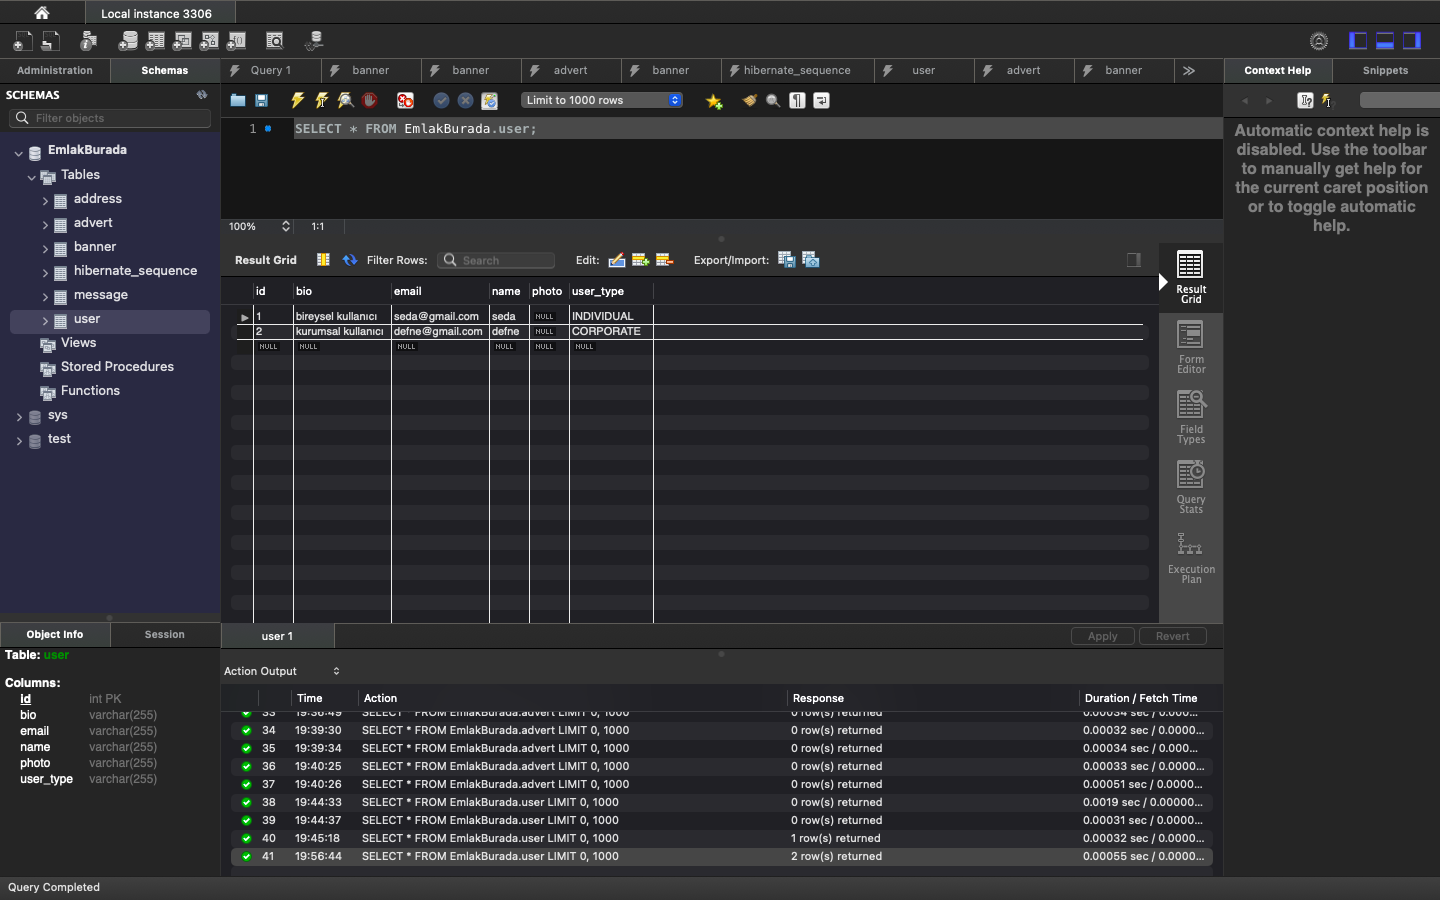 Local instance 3306
Administration
Schemas
Query 1
banner
banner
advert
banner
hibernate_sequence
user
advert
banner
Context Help
Snippets
SCHEMAS
Filter objects
Limit to 1000 rows
1
SELECT * FROM EmlakBurada.user;
Automatic context help is
disabled. Use the toolbar
to manually get help for
the current caret position
or to toggle automatic
help.
EmlakBurada
Tables
address
advert
banner
hibernate_sequence
message
user
Views
Stored Procedures
Functions
sys
test
100%
1:1
Result Grid
Filter Rows:
Search
Edit:
Export/Import:
id bio email name photo user_type
1 bireysel kullanıcı seda@gmail.com seda NULL INDIVIDUAL
2 kurumsal kullanıcı defne@gmail.com defne NULL CORPORATE
NULL NULL NULL NULL NULL NULL
Result
Grid
Form
Editor
Field
Types
Query
Stats
Execution
Plan
Object Info
Session
user 1
Apply
Revert
Table: user
Columns:
id int PK
bio varchar(255)
email varchar(255)
name varchar(255)
photo varchar(255)
user_type varchar(255)
Action Output
Time Action Response Duration / Fetch Time
33 19:36:49 SELECT * FROM EmlakBurada.advert LIMIT 0, 1000 0 row(s) returned 0.00034 sec / 0.000...
34 19:39:30 SELECT * FROM EmlakBurada.advert LIMIT 0, 1000 0 row(s) returned 0.00032 sec / 0.0000...
35 19:39:34 SELECT * FROM EmlakBurada.advert LIMIT 0, 1000 0 row(s) returned 0.00034 sec / 0.000...
36 19:40:25 SELECT * FROM EmlakBurada.advert LIMIT 0, 1000 0 row(s) returned 0.00033 sec / 0.0000...
37 19:40:26 SELECT * FROM EmlakBurada.advert LIMIT 0, 1000 0 row(s) returned 0.00051 sec / 0.0000...
38 19:44:33 SELECT * FROM EmlakBurada.user LIMIT 0, 1000 0 row(s) returned 0.0019 sec / 0.00000...
39 19:44:37 SELECT * FROM EmlakBurada.user LIMIT 0, 1000 0 row(s) returned 0.00031 sec / 0.0000...
40 19:45:18 SELECT * FROM EmlakBurada.user LIMIT 0, 1000 1 row(s) returned 0.00032 sec / 0.0000...
41 19:56:44 SELECT * FROM EmlakBurada.user LIMIT 0, 1000 2 row(s) returned 0.00055 sec / 0.0000...
Query Completed